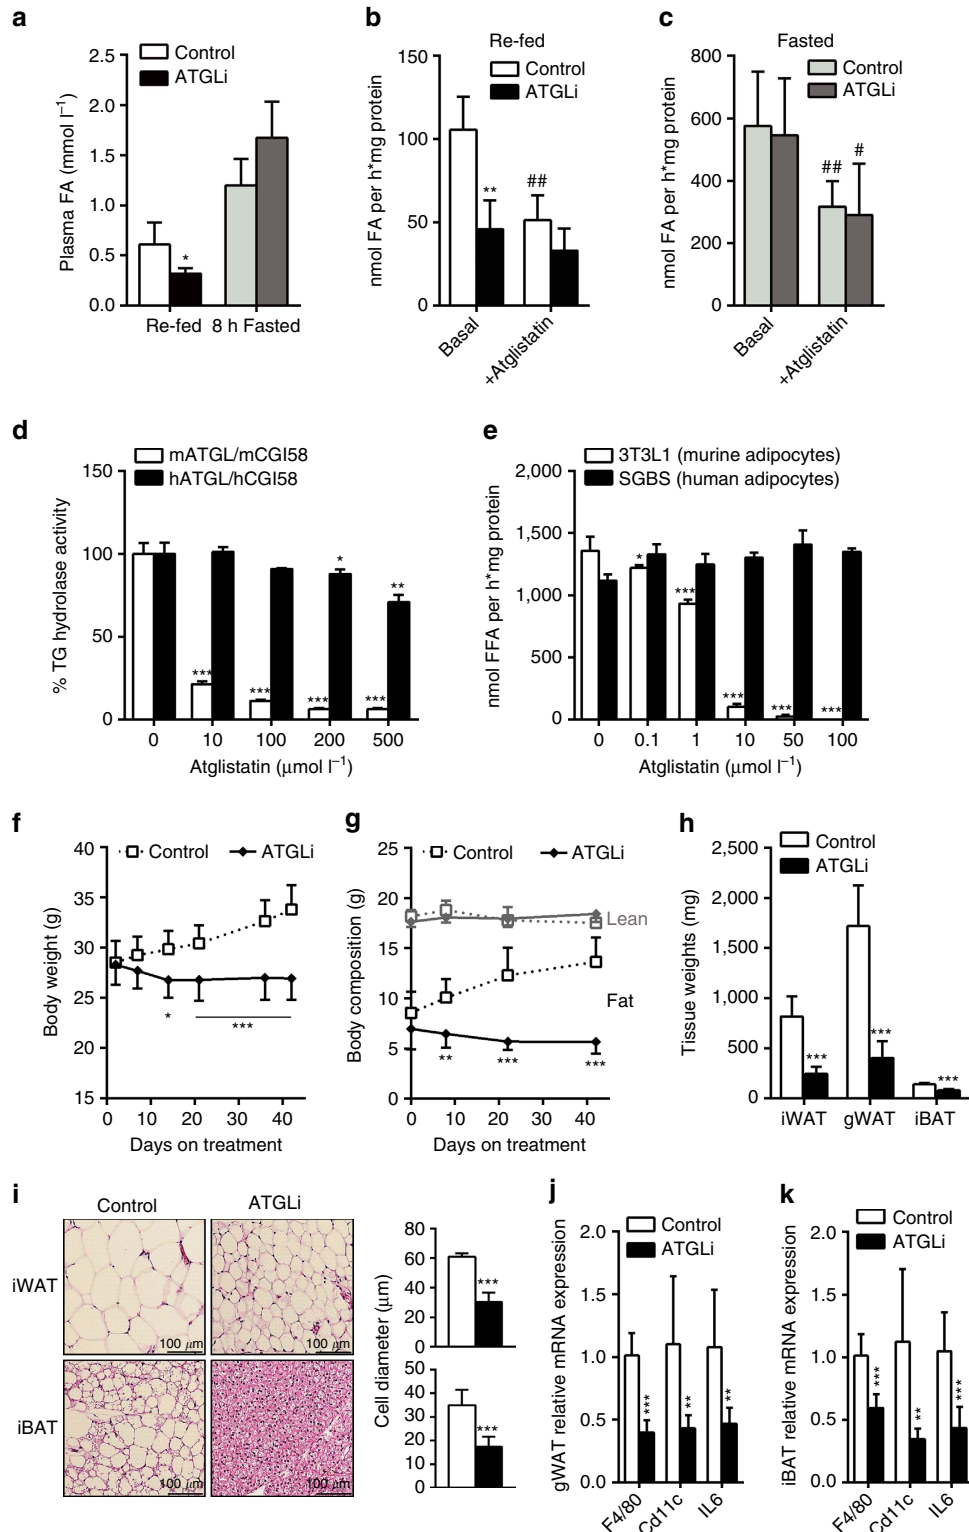 a
Control
ATGLi
Plasma FA (mmol l⁻¹)
2.5
2.0
1.5
1.0
0.5
0.0
*
Re-fed
8 h Fasted
b
Re-fed
Control
ATGLi
nmol FA per h*mg protein
150
100
50
0
**
##
Basal
+Atglistatin
c
Fasted
Control
ATGLi
nmol FA per h*mg protein
800
600
400
200
0
##
#
Basal
+Atglistatin
d
mATGL/mCGI58
hATGL/hCGI58
% TG hydrolase activity
150
100
50
0
***
***
***
*
***
**
0
10
100
200
500
Atglistatin (μmol l⁻¹)
e
3T3L1 (murine adipocytes)
SGBS (human adipocytes)
nmol FFA per h*mg protein
2,000
1,500
1,000
500
0
*
***
***
***
***
0
0.1
1
10
50
100
Atglistatin (μmol l⁻¹)
f
Control
ATGLi
Body weight (g)
40
35
30
25
20
15
*
***
0
10
20
30
40
Days on treatment
g
Control
ATGLi
Body composition (g)
25
20
15
10
5
0
Lean
Fat
**
***
***
0
10
20
30
40
Days on treatment
h
Control
ATGLi
Tissue weights (mg)
2,500
2,000
1,500
1,000
500
0
***
***
***
iWAT
gWAT
iBAT
i
Control
ATGLi
iWAT
100 μm
100 μm
iBAT
100 μm
100 μm
Cell diameter (μm)
80
60
40
20
0
***
50
40
30
20
10
0
***
j
Control
ATGLi
gWAT relative mRNA expression
2.0
1.5
1.0
0.5
0.0
***
**
**
F4/80
Cd11c
IL6
k
Control
ATGLi
iBAT relative mRNA expression
2.0
1.5
1.0
0.5
0.0
***
**
***
F4/80
Cd11c
IL6